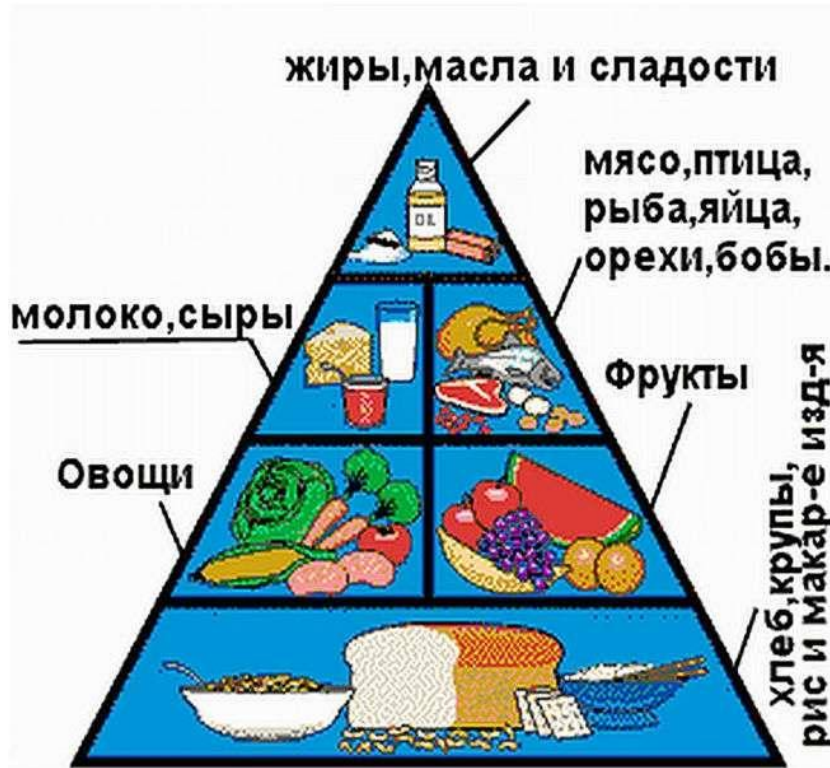 жиры,масла и сладости
мясо,птица,
рыба,яйца,
орехи,бобы.
молоко,сыры
Фрукты
Овощи
хлеб,крупы,
рис и макар-е изд-я
OIL